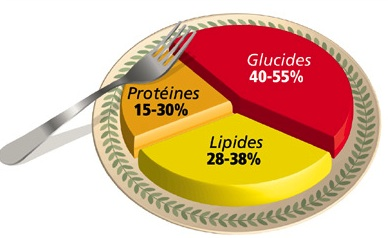 Glucides
40-55%
Protéines
15-30%
Lipides
28-38%